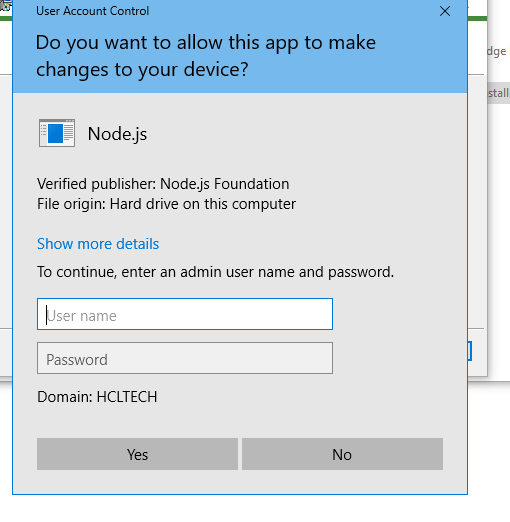 User Account Control
Do you want to allow this app to make
changes to your device?
Node.js
Verified publisher: Node.js Foundation
File origin: Hard drive on this computer
Show more details
To continue, enter an admin user name and password.
User name
Password
Domain: HCLTECH
Yes
No
dge
stall